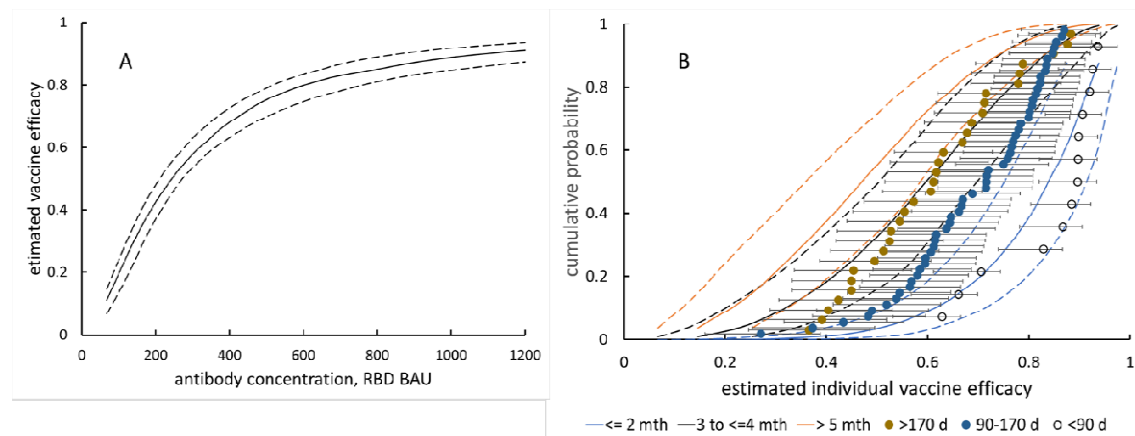 A
1
0.8
0.6
0.4
0.2
0
etimated vaccine efficacy
0 200 400 600 800 1000 1200
antibody concentration, RBD BAU
B
1
0.8
0.6
0.4
0.2
0
cumulative probability
0 0.2 0.4 0.6 0.8 1
estimated individual vaccine efficacy
<= 2 mth 3 to <=4 mth > 5 mth >170 d 90-170 d <90 d